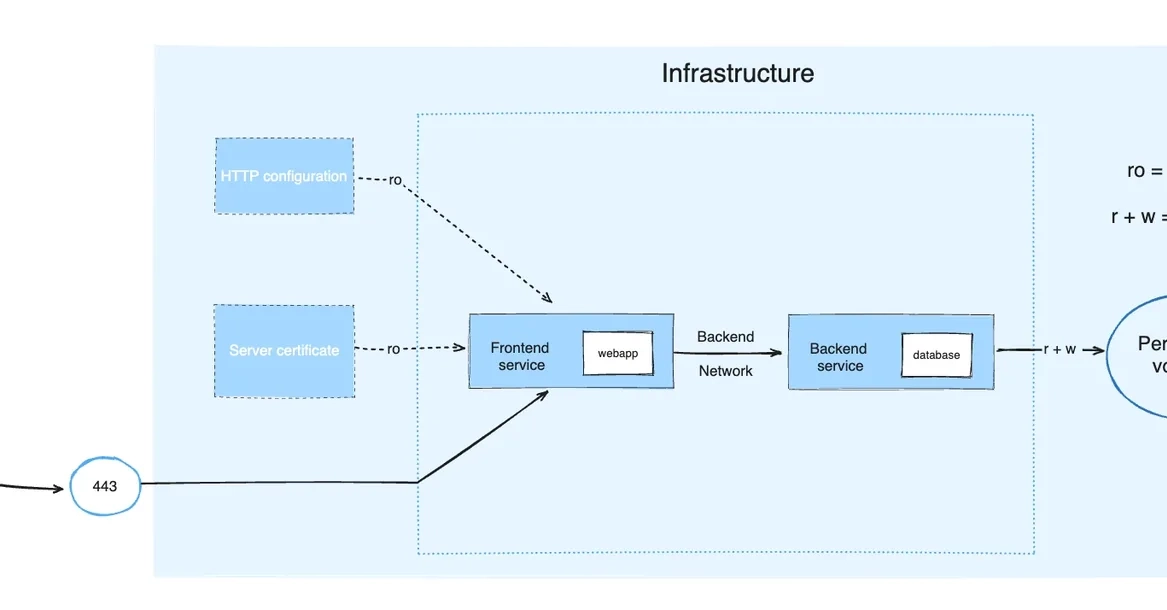 Infrastructure
HTTP configuration
ro
ro =
r + w =
Server certificate
ro
Frontend
service
webapp
Backend
Network
Backend
service
database
r + w
443